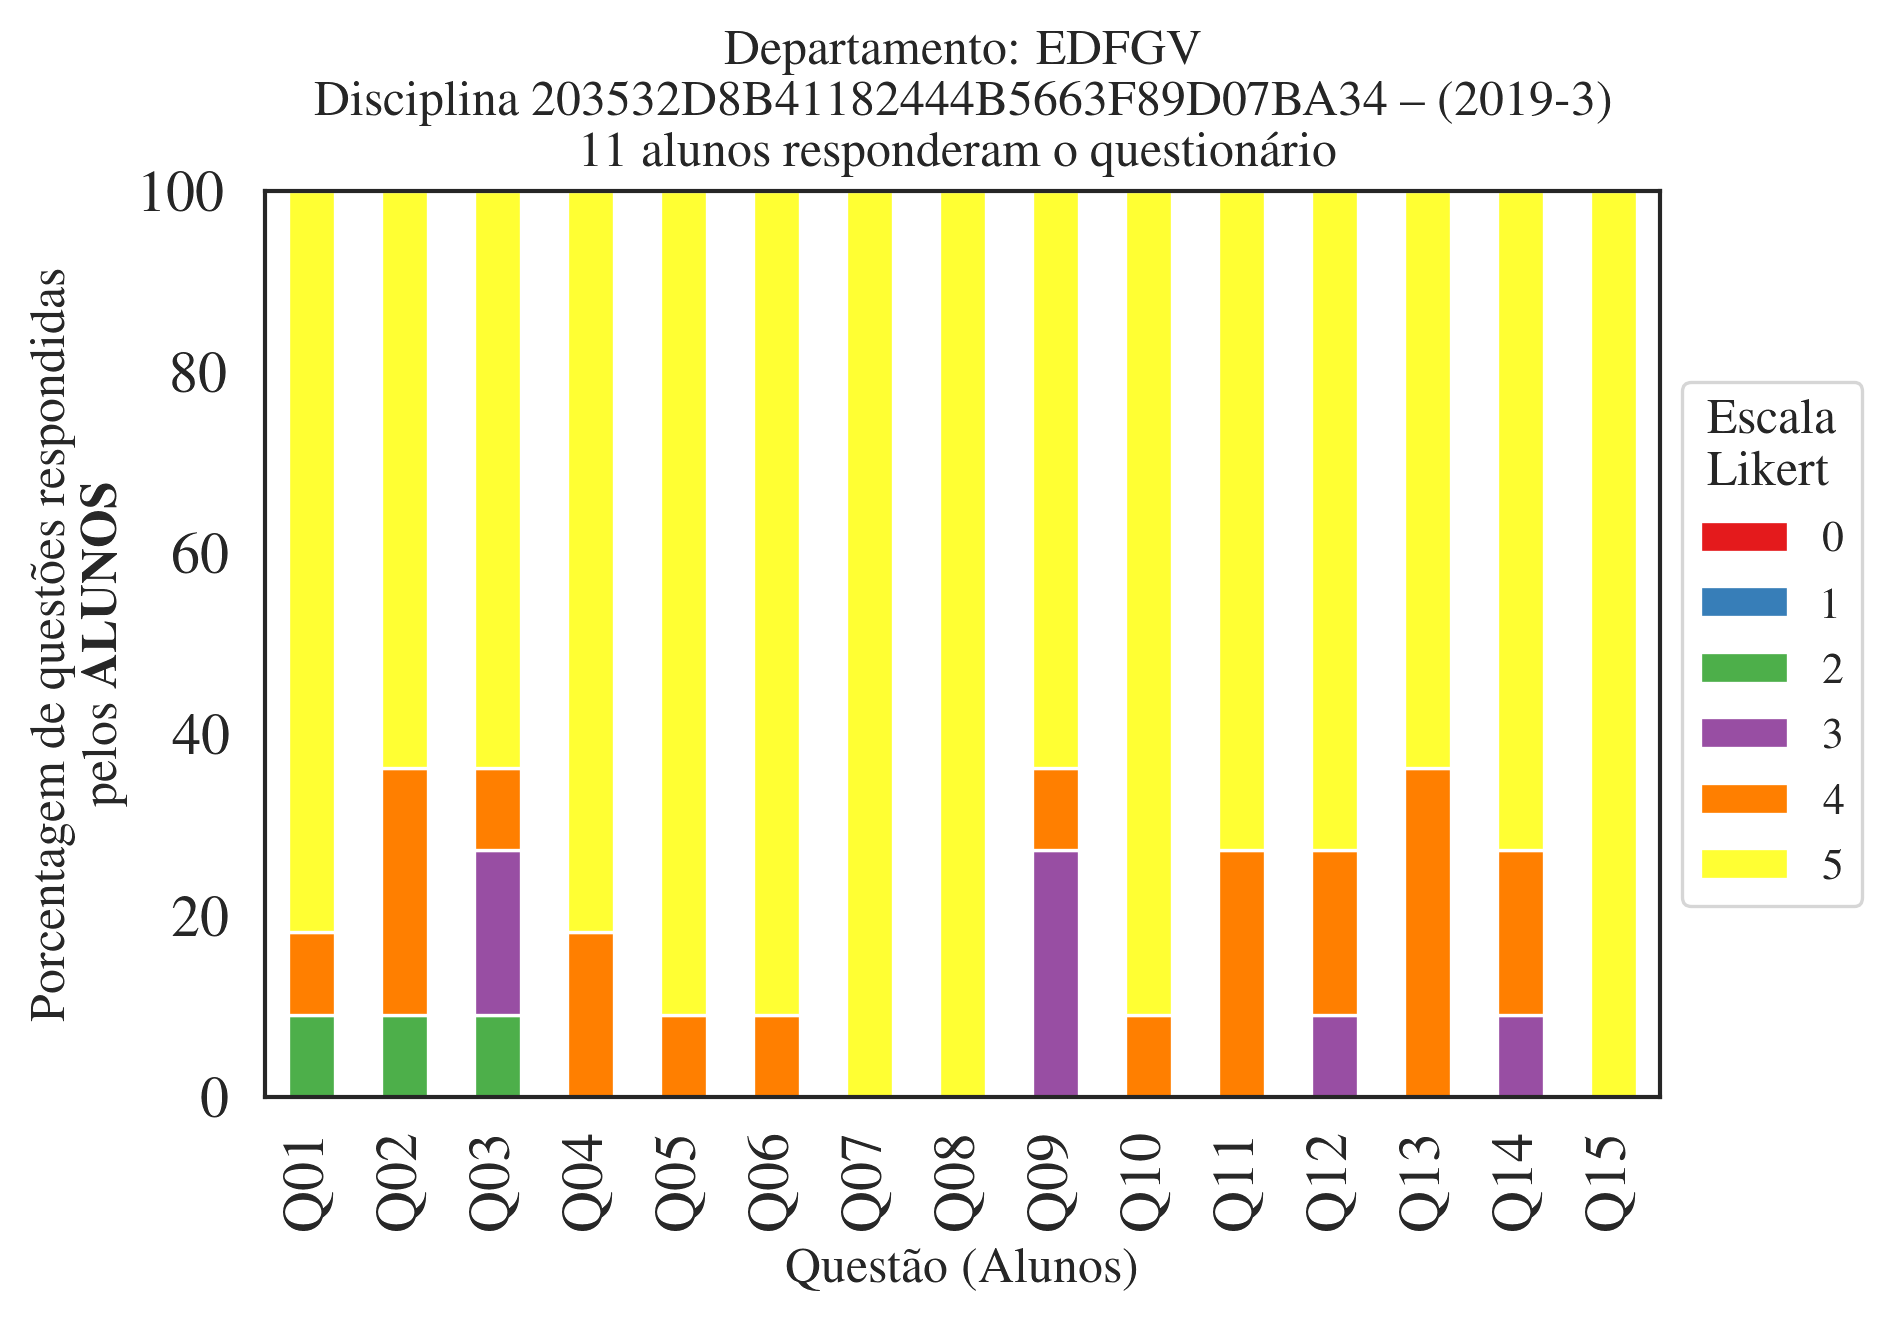 Departamento: EDFGV
Disciplina 203532D8B41182444B5663F89D07BA34 – (2019-3)
11 alunos responderam o questionário
Porcentagem de questões respondidas
pelos ALUNOS
100
80
60
40
20
0
Q01
Q02
Q03
Q04
Q05
Q06
Q07
Q08
Q09
Q10
Q11
Q12
Q13
Q14
Q15
Questão (Alunos)
Escala
Likert
0
1
2
3
4
5